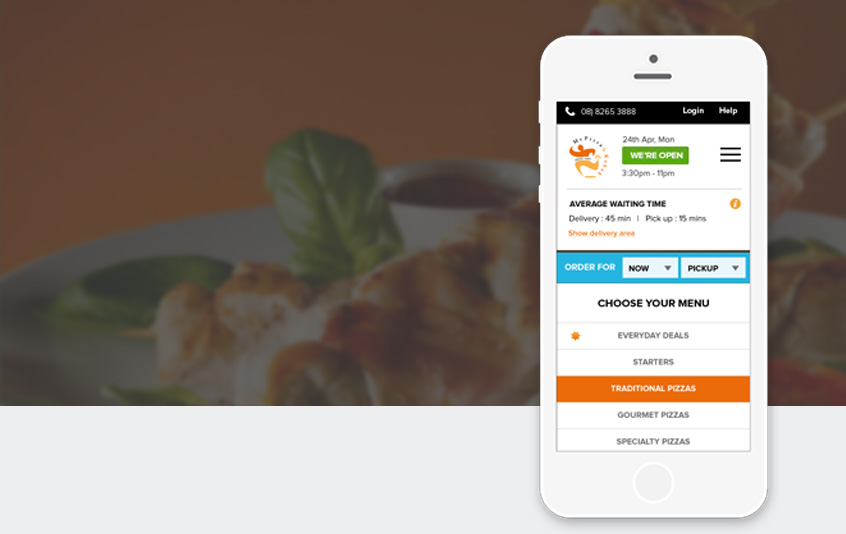 08) 8265 3888 Login Help
24th Apr, Mon
WE'RE OPEN
3:30pm - 11pm
AVERAGE WAITING TIME
Delivery : 45 min | Pick up : 15 mins
Show delivery area
ORDER FOR NOW PICKUP
CHOOSE YOUR MENU
EVERYDAY DEALS
STARTERS
TRADITIONAL PIZZAS
GOURMET PIZZAS
SPECIALTY PIZZAS